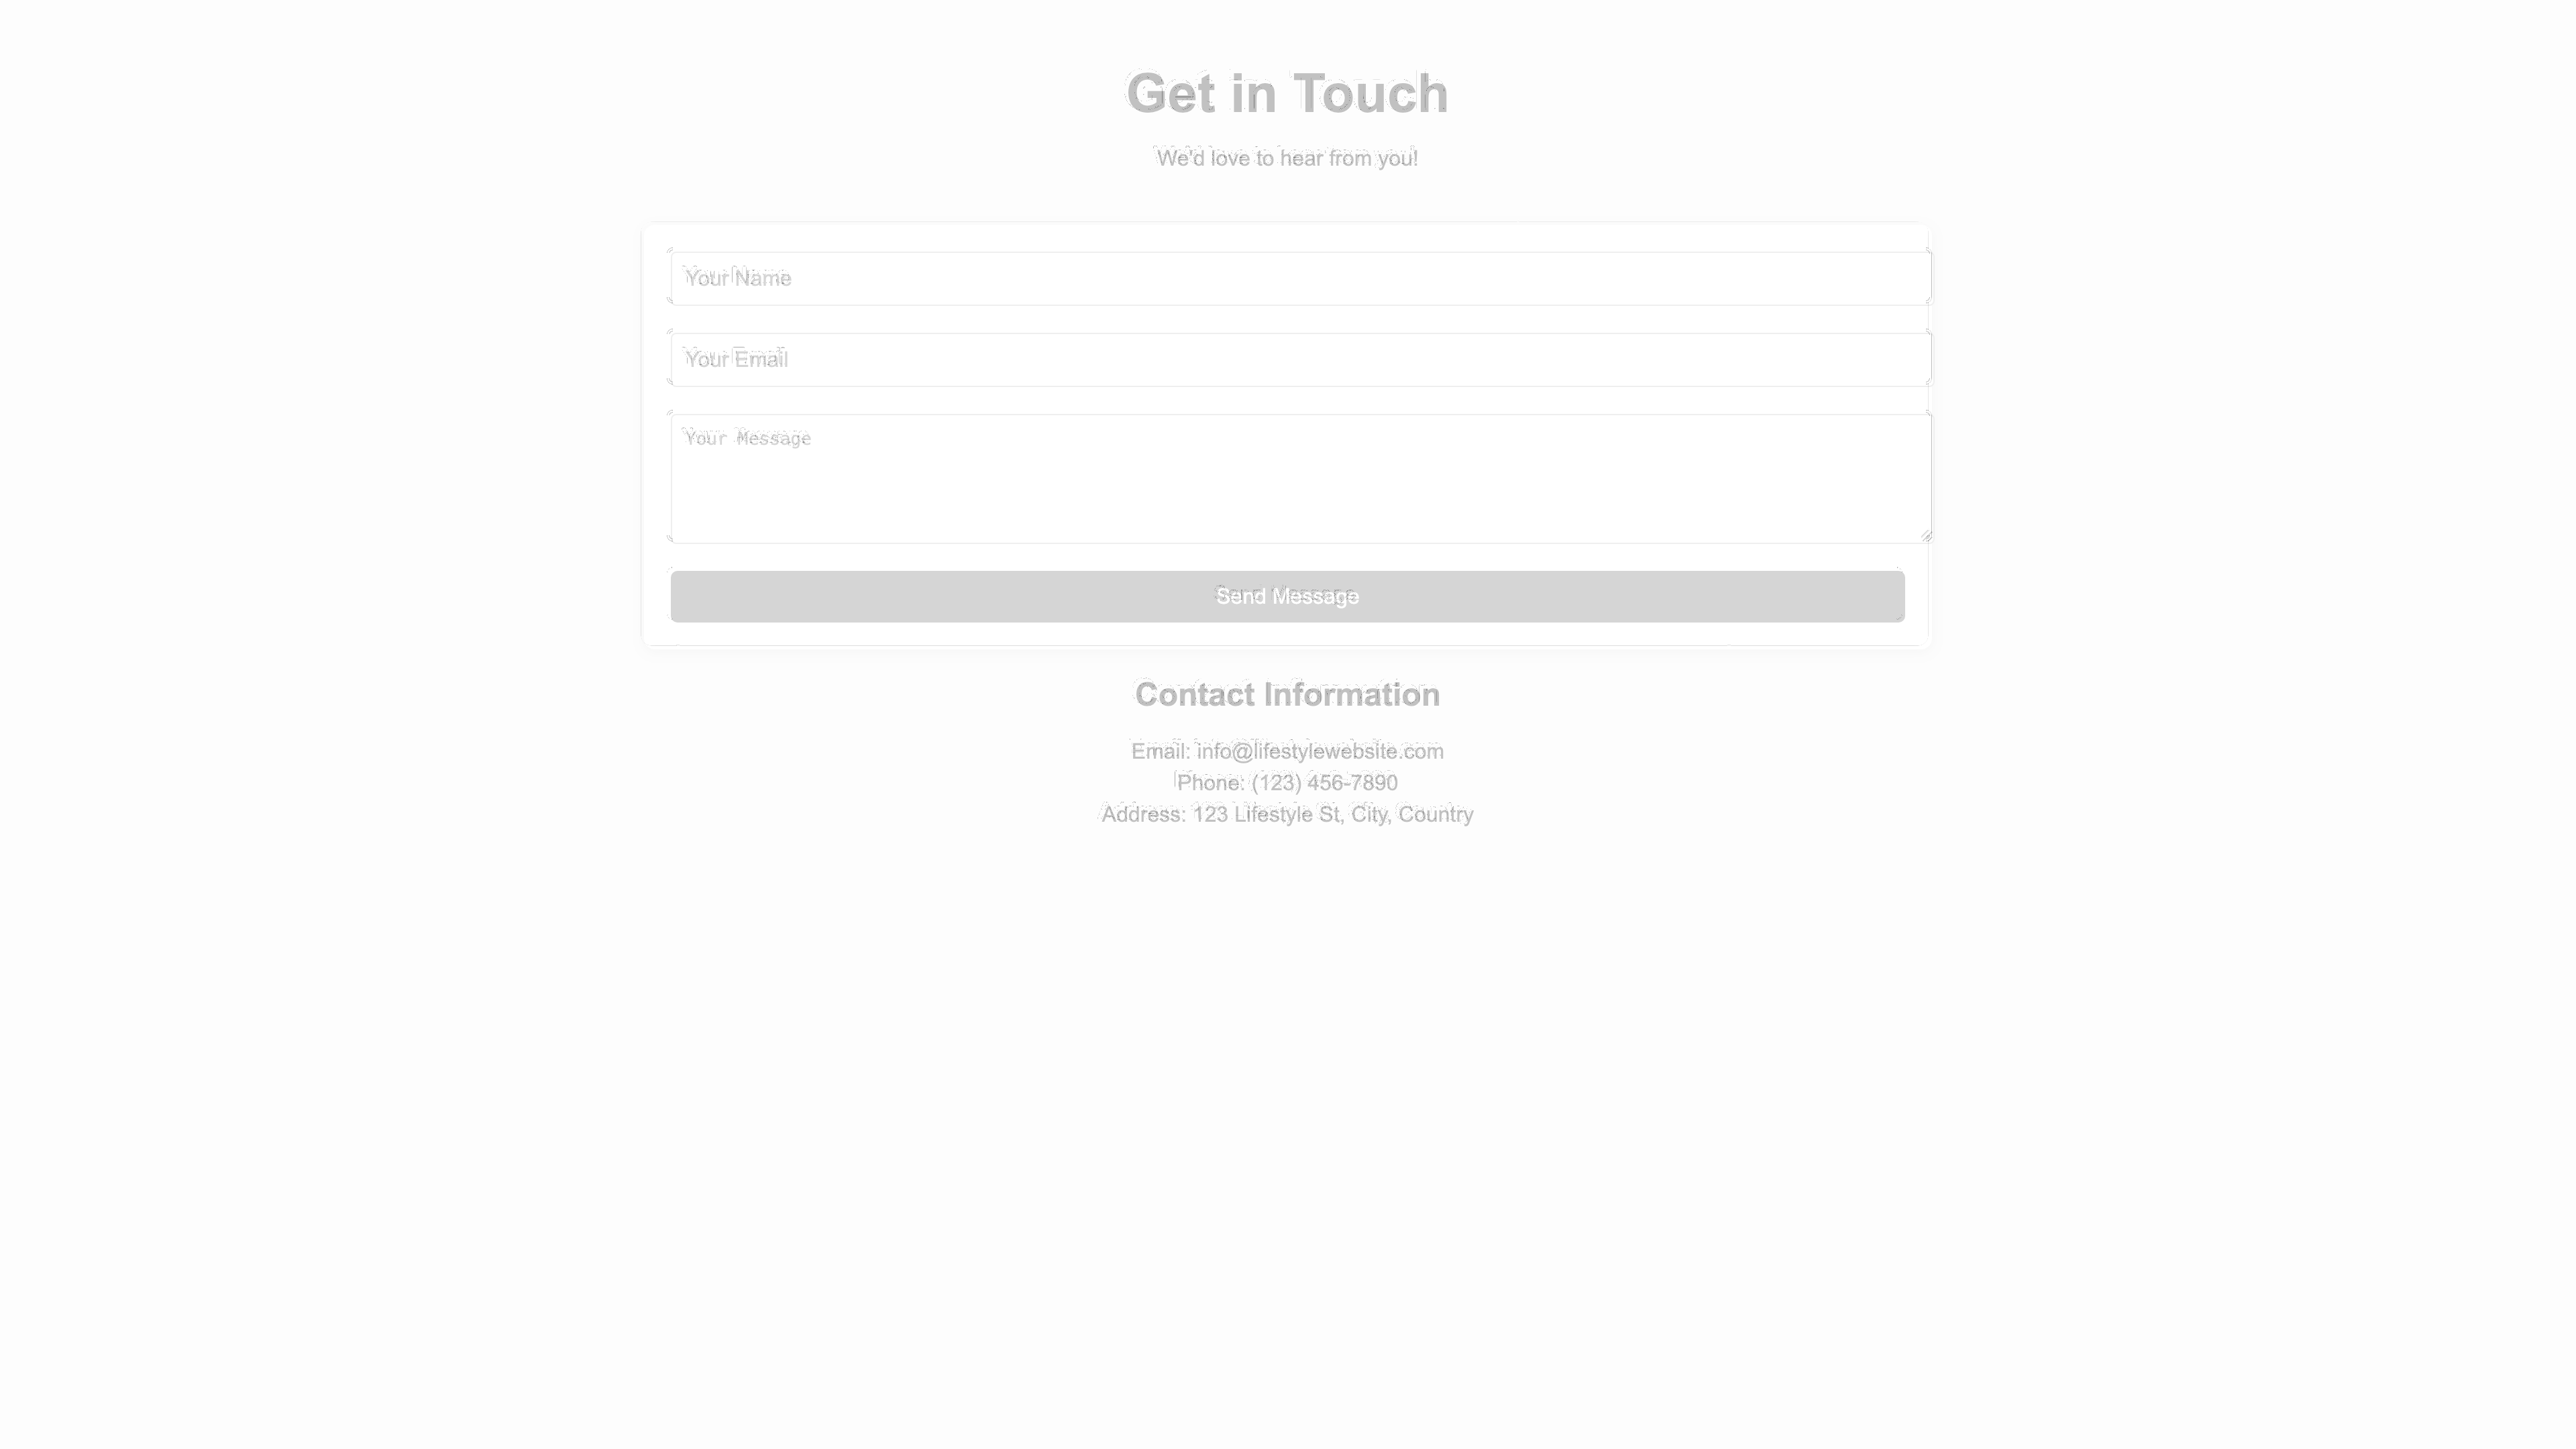 Get in Touch
We'd love to hear from you!
Your Name
Your Email
Your Message
Send Message
Contact Information
Email: info@lifestylewebsite.com
Phone: (123) 456-7890
Address: 123 Lifestyle St, City, Country